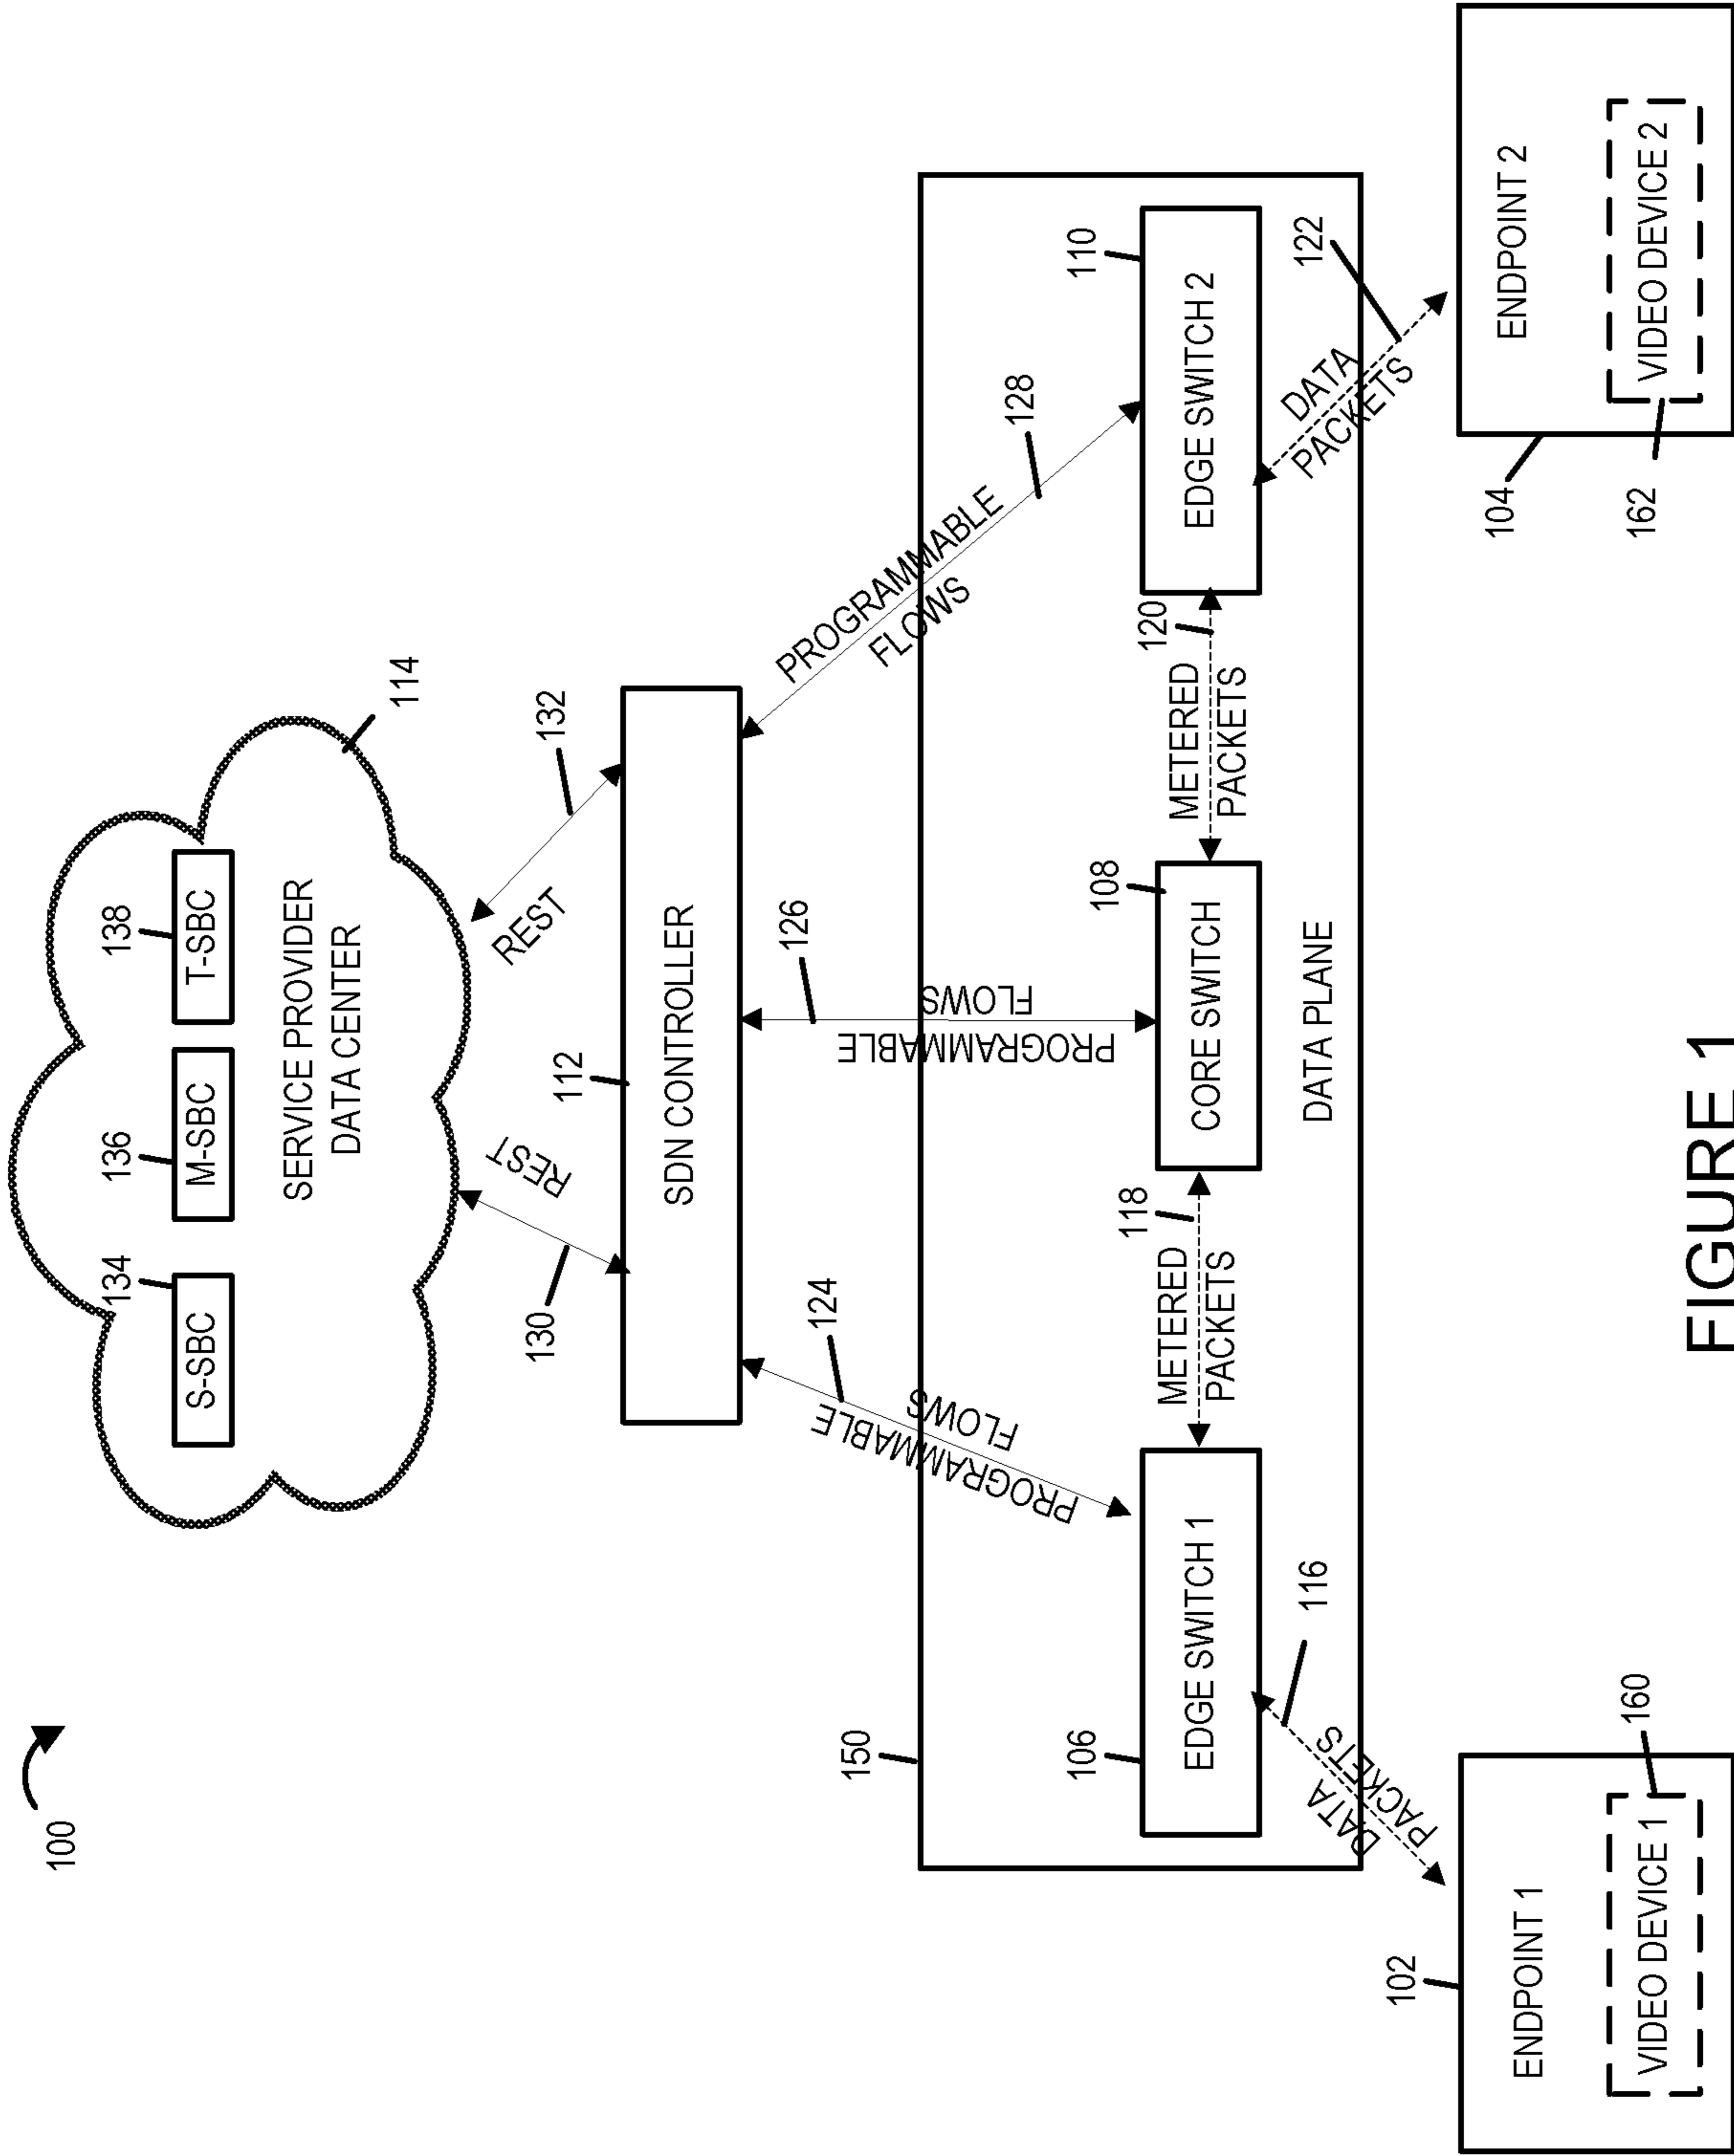 100
134
136
138
S-SBC
M-SBC
T-SBC
114
SERVICE PROVIDER
DATA CENTER
130
REST
REST
132
112
SDN CONTROLLER
124
PROGRAMMABLE
FLOWS
126
PROGRAMMABLE
FLOWS
PROGRAMMABLE
FLOWS
128
150
106
EDGE SWITCH 1
118
METERED
PACKETS
108
CORE SWITCH
120
METERED
PACKETS
110
EDGE SWITCH 2
DATA PLANE
116
DATA
PACKETS
122
DATA
PACKETS
102
ENDPOINT 1
160
VIDEO DEVICE 1
104
ENDPOINT 2
162
VIDEO DEVICE 2
FIGURE 1